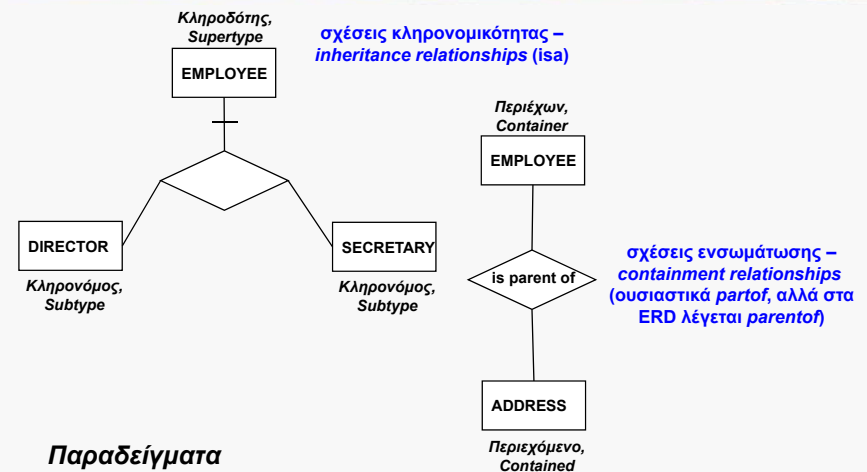 Κληροδότης,
Supertype
EMPLOYEE
σχέσεις κληρονομικότητας –
inheritance relationships (isa)
DIRECTOR
Κληρονόμος,
Subtype
SECRETARY
Κληρονόμος,
Subtype
Περιέχων,
Container
EMPLOYEE
is parent of
σχέσεις ενσωμάτωσης –
containment relationships
(ουσιαστικά partof, αλλά στα
ERD λέγεται parentof)
ADDRESS
Περιεχόμενο,
Contained
Παραδείγματα